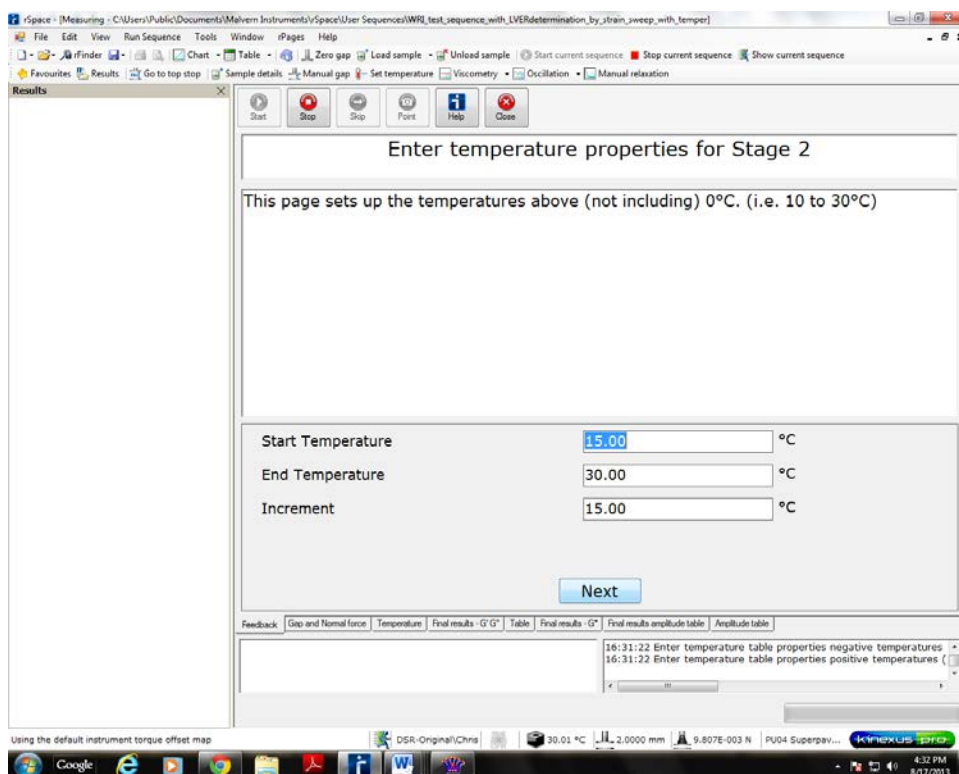 rSpace - [Measuring - C:\Users\Public\Documents\Malvern Instruments\rSpace\User Sequences\WRI_test_sequence_with_LVERdetermination_by_strain_sweep_with_temper]
File Edit View Run Sequence Tools Window rPages Help
rFinder Chart Table Zero gap Load sample Unload sample Start current sequence Stop current sequence Show current sequence
Favourites Results Go to top stop Sample details Manual gap Set temperature Viscometry Oscillation Manual relaxation
Results
Start Stop Skip Point Help Close
Enter temperature properties for Stage 2
This page sets up the temperatures above (not including) 0°C. (i.e. 10 to 30°C)
Start Temperature 15.00 °C
End Temperature 30.00 °C
Increment 15.00 °C
Next
Feedback Gap and Normal force Temperature Final results - G' G" Table Final results - G* Final results amplitude table Amplitude table
16:31:22 Enter temperature table properties negative temperatures
16:31:22 Enter temperature table properties positive temperatures (
Using the default instrument torque offset map DSR-Original\Chris 30.01 °C 2.0000 mm 9.807E-003 N PU04 Superpav... kinexus pro
Google 4:32 PM
8/17/2013